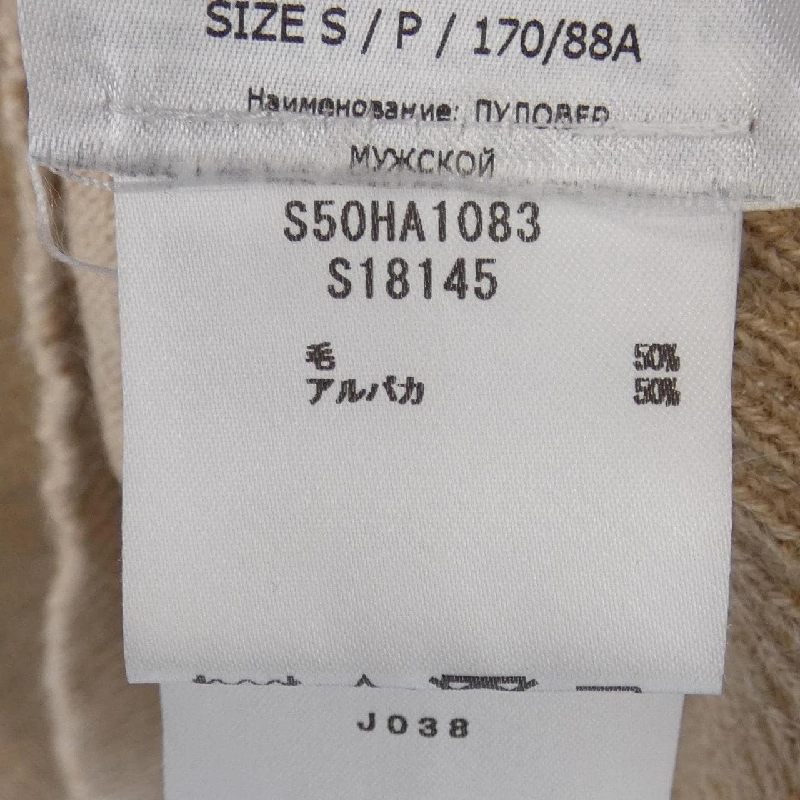 SIZE S / P / 170/88A
Наименование: ПУЛОВЕР
МУЖСКОЙ
S50HA1083
S18145
毛 50%
アルパカ 50%
J038